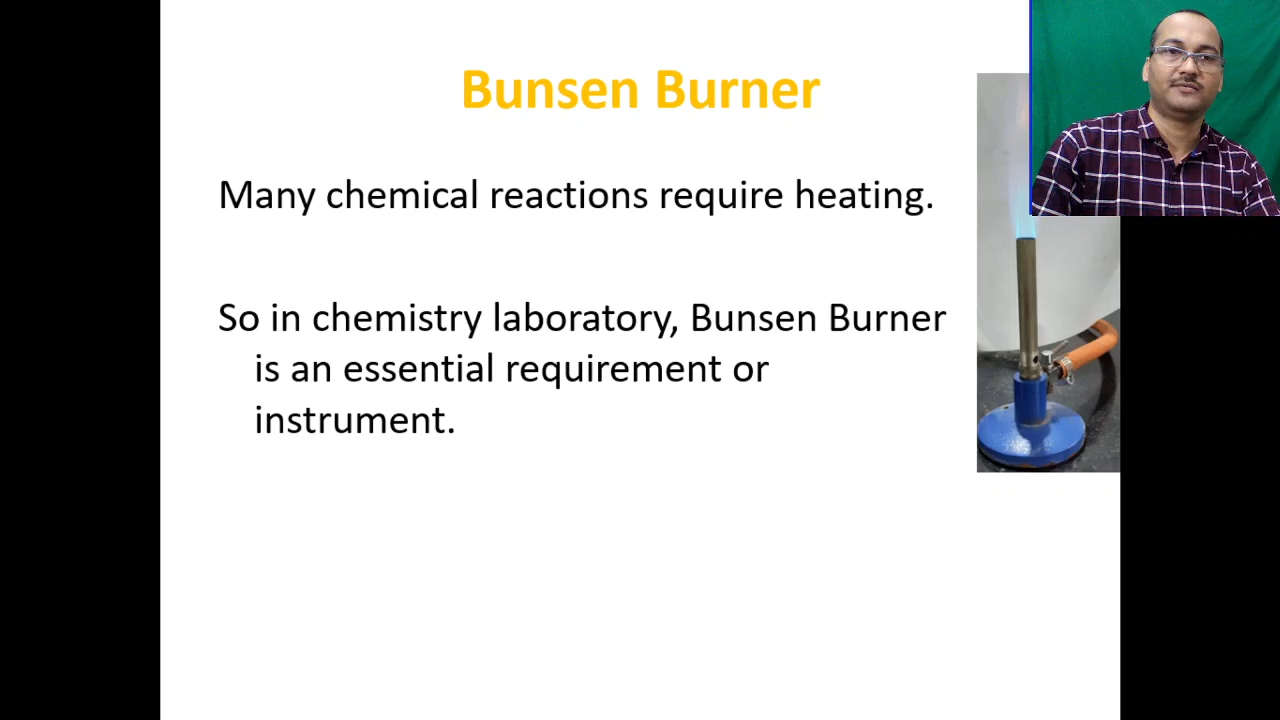 Bunsen Burner
Many chemical reactions require heating.
So in chemistry laboratory, Bunsen Burner
is an essential requirement or
instrument.